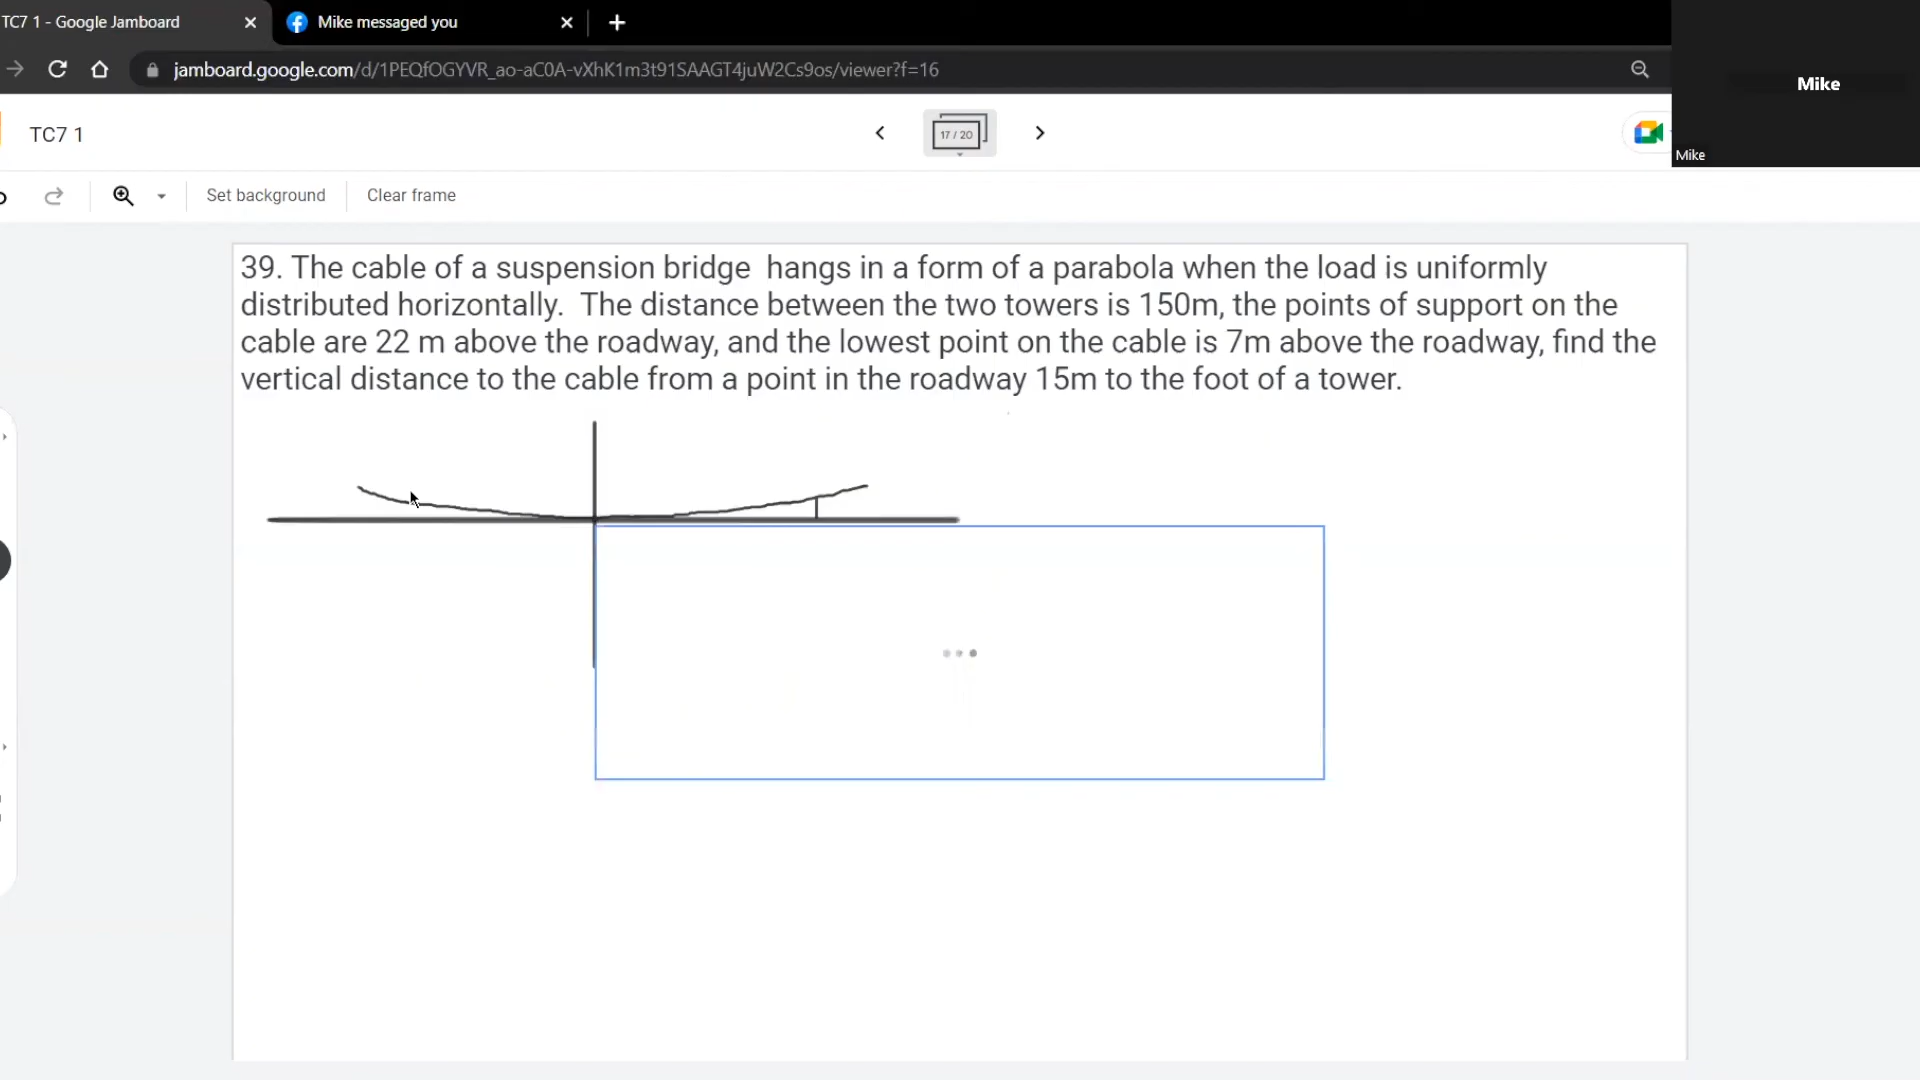 TC7 1 - Google Jamboard
Mike messaged you
jamboard.google.com/d/1PEQfOGYVR_ao-aC0A-vXhK1m3t91SAAGT4juW2Cs9os/viewer?f=16
Mike
Mike
TC7 1
17 / 20
Set background
Clear frame
39. The cable of a suspension bridge hangs in a form of a parabola when the load is uniformly
distributed horizontally. The distance between the two towers is 150m, the points of support on the
cable are 22 m above the roadway, and the lowest point on the cable is 7m above the roadway, find the
vertical distance to the cable from a point in the roadway 15m to the foot of a tower.